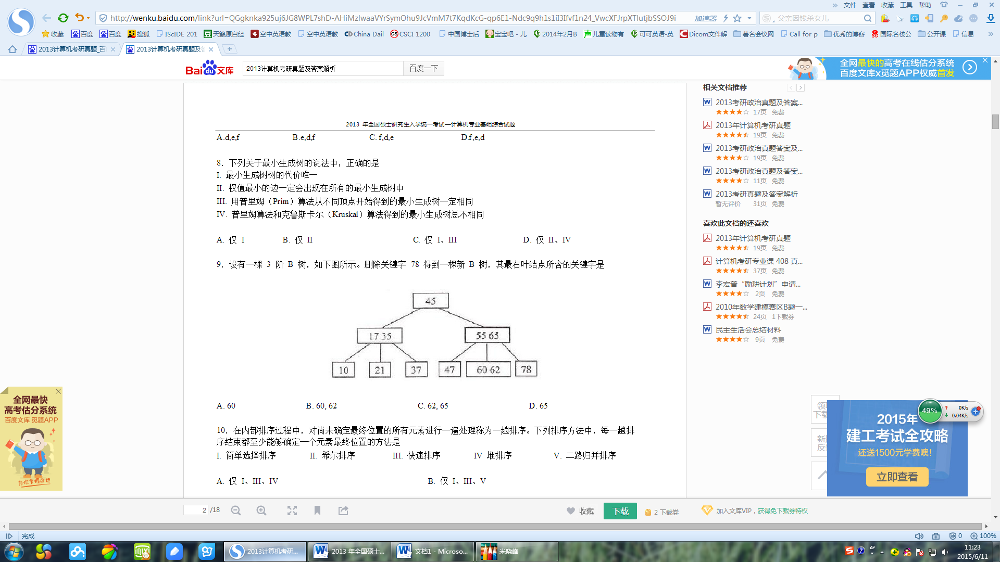 文件 查看 收藏 工具 帮助
http://wenku.baidu.com/link?url=QGgknka925uj6JG8WPL7shD-AHiMzlwaaVYrSymOhu9JcVmM7t7KqdKcG-qp6E1-Ndc9q9h1s1iI3Ifvf1n24_VwcXFJrpXTlutjbSSOJ9i 加速器 父亲因钱杀女儿
收藏 百度 百度 搜狐 IScIDE 201 天籁原自经 空中英语教 空中英语教 China Dail CSCI 1200 中国博士后 宝宝吧 - 儿 2014年2月B 儿童读物有 可可英语-英 Dicom文件解 著名会议网 Call for p 优秀的博客 国际名校公 公开课 信息
2013计算机考研真题_百 2013计算机考研真题及答
Bai du 文库 2013计算机考研真题及答案解析 百度一下
全网最快的高考在线估分系统
百度文库x觅题APP权威首发
2013 年全国硕士研究生入学统一考试—计算机专业基础综合试题
A.d,e,f B.e,d,f C. f,d,e D.f,e,d
8．下列关于最小生成树的说法中，正确的是
I. 最小生成树树的代价唯一
II. 权值最小的边一定会出现在所有的最小生成树中
III. 用普里姆（Prim）算法从不同顶点开始得到的最小生成树一定相同
IV. 普里姆算法和克鲁斯卡尔（Kruskal）算法得到的最小生成树总不相同
A. 仅 I B. 仅 II C. 仅 I、III D. 仅 II、IV
9．设有一棵 3 阶 B 树，如下图所示。删除关键字 78 得到一棵新 B 树，其最右叶结点所含的关键字是
45
17 35 55 65
10 21 37 47 60 62 78
A. 60 B. 60, 62 C. 62, 65 D. 65
10．在内部排序过程中，对尚未确定最终位置的所有元素进行一遍处理称为一趟排序。下列排序方法中，每一趟排
序结束都至少能够确定一个元素最终位置的方法是
I. 简单选择排序 II. 希尔排序 III. 快速排序 IV 堆排序 V. 二路归并排序
A. 仅 I、III、IV B. 仅 I、III、V
相关文档推荐
2013考研政治真题及答案...
17页 免费
2013年计算机考研真题
19页 免费
2013考研政治真题答案及...
19页 免费
2013考研政治真题及答案...
11页 免费
2013考研真题及答案解析
暂无评价 31页 免费
喜欢此文档的还喜欢
2013年计算机考研真题
19页 免费
计算机考研专业课 408 真...
37页 免费
李宏普“励耕计划”申请...
2页 免费
2010年数学建模赛区B题一...
24页 1下载券
民主生活会总结材料
9页 免费
全网最快
高考估分系统
百度文库 觅题APP
为你掌握命运
领
下载
新
反
49% 0K/s
0.04K/s
2015年
建工考试全攻略
还送1500元学费噢！
立即查看
2 /18 收藏 下载 2 下载券 加入文库VIP，获得免下载券特权
完成 0 100%
2013计算机考研... 2013 年全国硕士... 文档1 - Microso... 米晓峰
11:23
2015/6/11